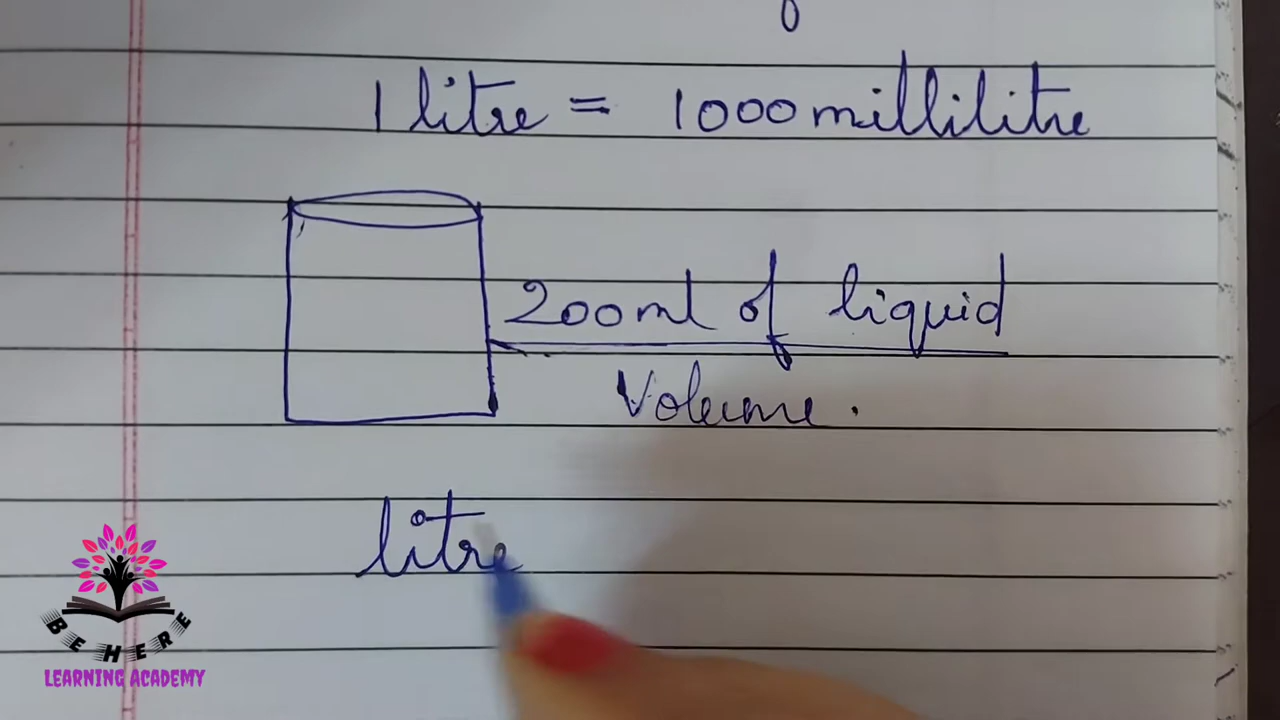 1 litre = 1000 millilitre
200ml of liquid
Volume.
litre
BEHERE
LEARNING ACADEMY